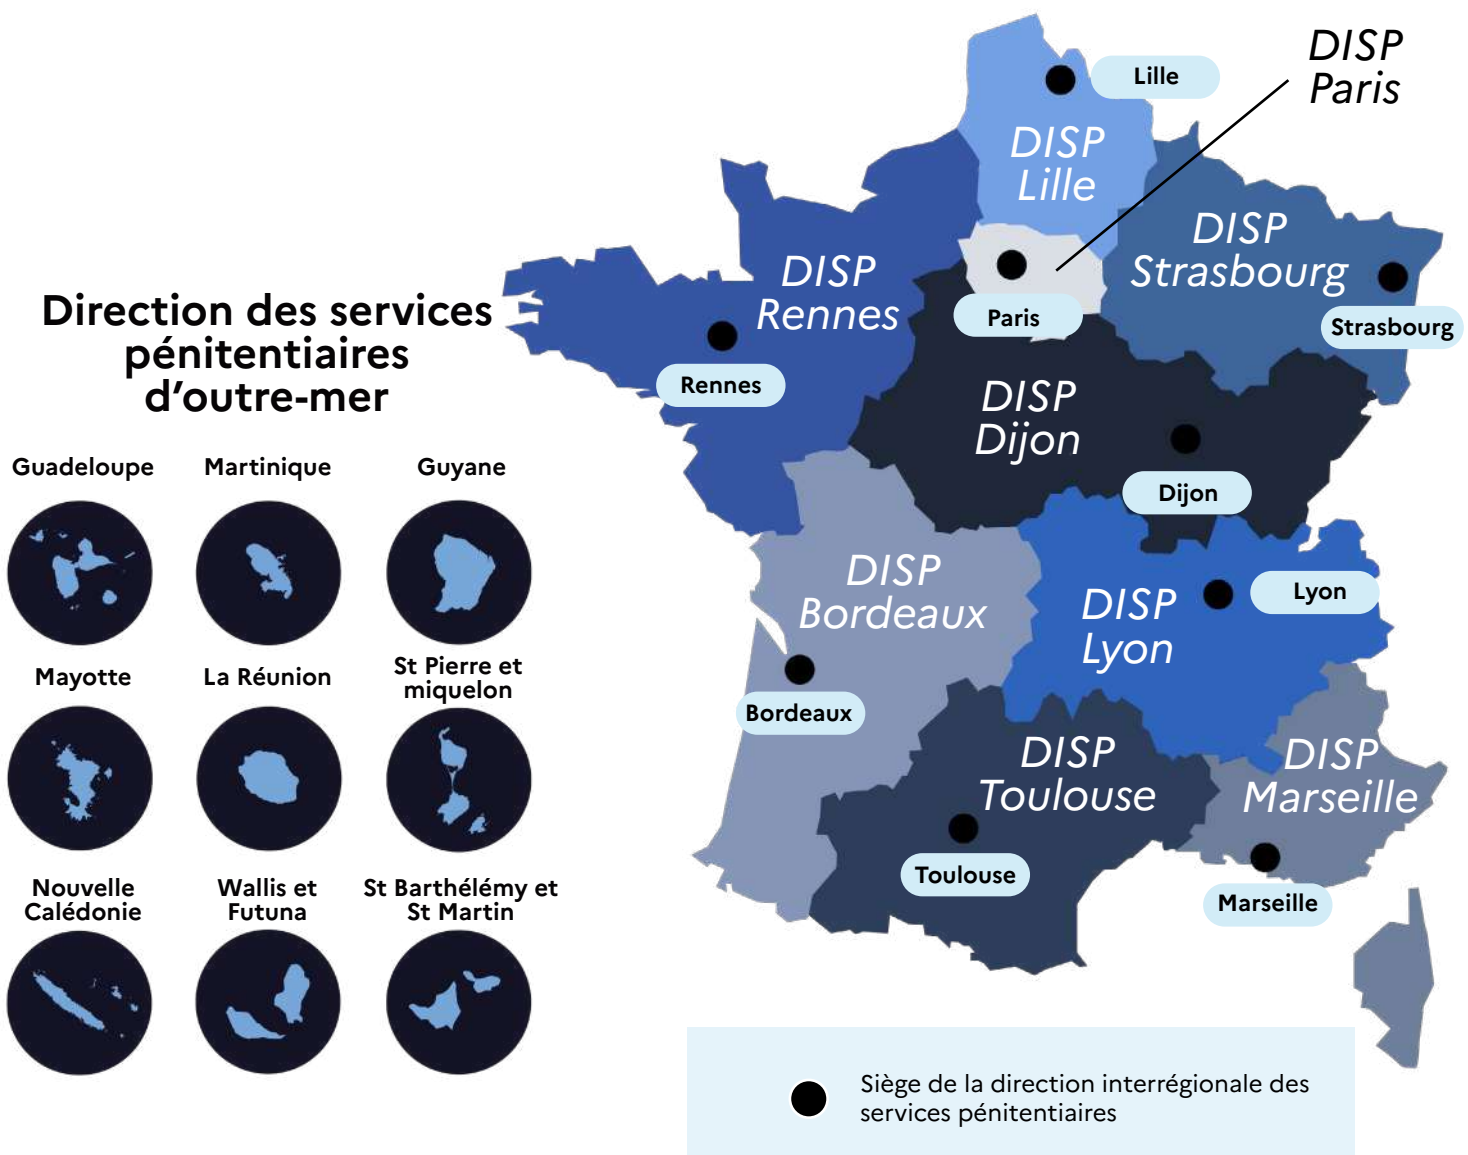 DISP
Paris
Lille
DISP
Lille
DISP
Strasbourg
Strasbourg
DISP
Rennes
Rennes
Paris
DISP
Dijon
Dijon
DISP
Bordeaux
Bordeaux
DISP
Lyon
Lyon
DISP
Toulouse
Toulouse
DISP
Marseille
Marseille
Direction des services
pénitentiaires
d’outre-mer
Guadeloupe
Martinique
Guyane
Mayotte
La Réunion
St Pierre et
miquelon
Nouvelle
Calédonie
Wallis et
Futuna
St Barthélémy et
St Martin
Siège de la direction interrégionale des
services pénitentiaires